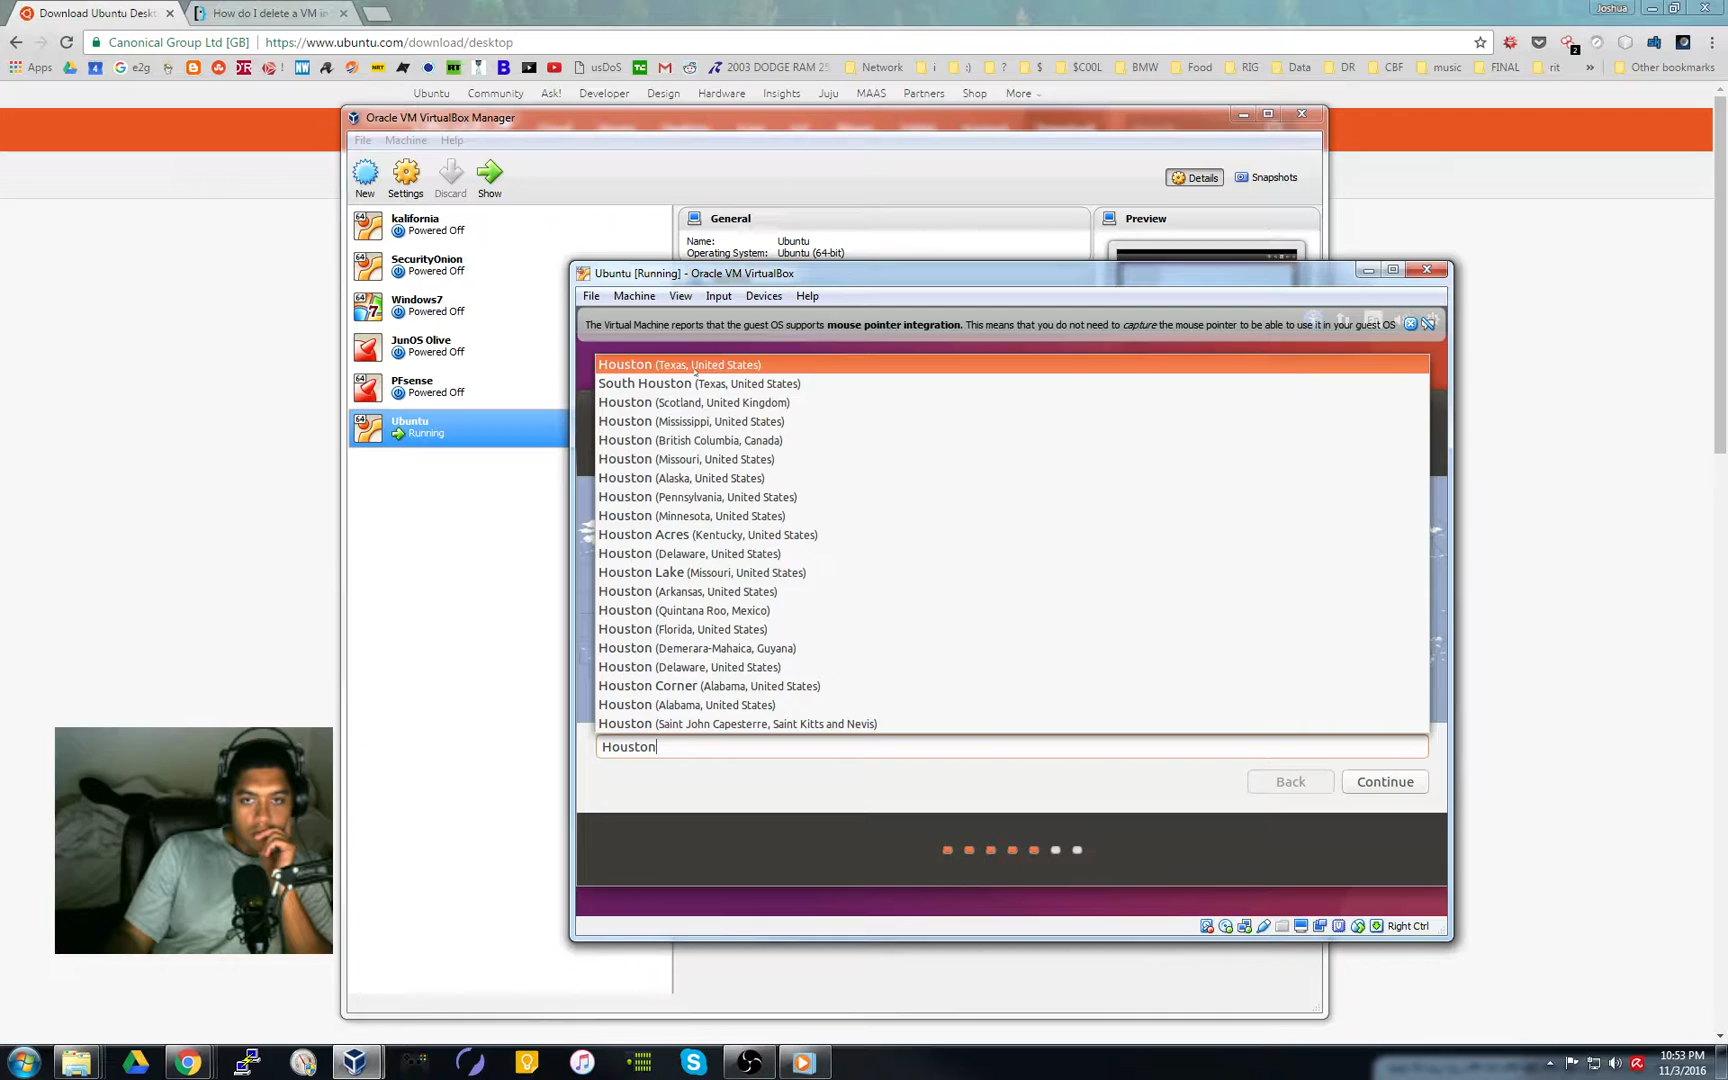 Download Ubuntu Deskt
How do I delete a VM in
Joshua
Canonical Group Ltd [GB]
https://www.ubuntu.com/download/desktop
2
Apps
e2g
usDoS
2003 DODGE RAM 25
Network
i
:)
?
$
$C00L
BMW
Food
RIG
Data
DR
CBF
music
FINAL
rit
»
Other bookmarks
Ubuntu
Community
Ask!
Developer
Design
Hardware
Insights
Juju
MAAS
Partners
Shop
More
Oracle VM VirtualBox Manager
File
Machine
Help
New
Settings
Discard
Show
Details
Snapshots
kalifornia
Powered Off
SecurityOnion
Powered Off
Windows7
Powered Off
JunOS Olive
Powered Off
PFsense
Powered Off
Ubuntu
Running
General
Name: Ubuntu
Operating System: Ubuntu (64-bit)
Preview
Ubuntu [Running] - Oracle VM VirtualBox
File
Machine
View
Input
Devices
Help
The Virtual Machine reports that the guest OS supports mouse pointer integration. This means that you do not need to capture the mouse pointer to be able to use it in your guest OS
Houston (Texas, United States)
South Houston (Texas, United States)
Houston (Scotland, United Kingdom)
Houston (Mississippi, United States)
Houston (British Columbia, Canada)
Houston (Missouri, United States)
Houston (Alaska, United States)
Houston (Pennsylvania, United States)
Houston (Minnesota, United States)
Houston Acres (Kentucky, United States)
Houston (Delaware, United States)
Houston Lake (Missouri, United States)
Houston (Arkansas, United States)
Houston (Quintana Roo, Mexico)
Houston (Florida, United States)
Houston (Demerara-Mahaica, Guyana)
Houston (Delaware, United States)
Houston Corner (Alabama, United States)
Houston (Alabama, United States)
Houston (Saint John Capesterre, Saint Kitts and Nevis)
Houston
Back
Continue
Right Ctrl
10:53 PM
11/3/2016